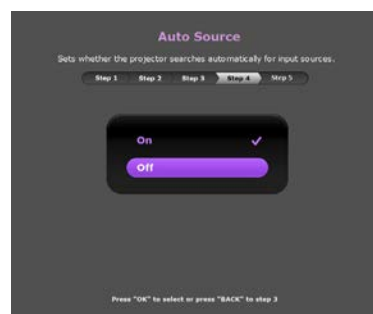 Auto Source
Sets whether the projector searches automatically for input sources.
Step 1 Step 2 Step 3 Step 4 Step 5
On
Off
Press "OK" to select or press "BACK" to step 3